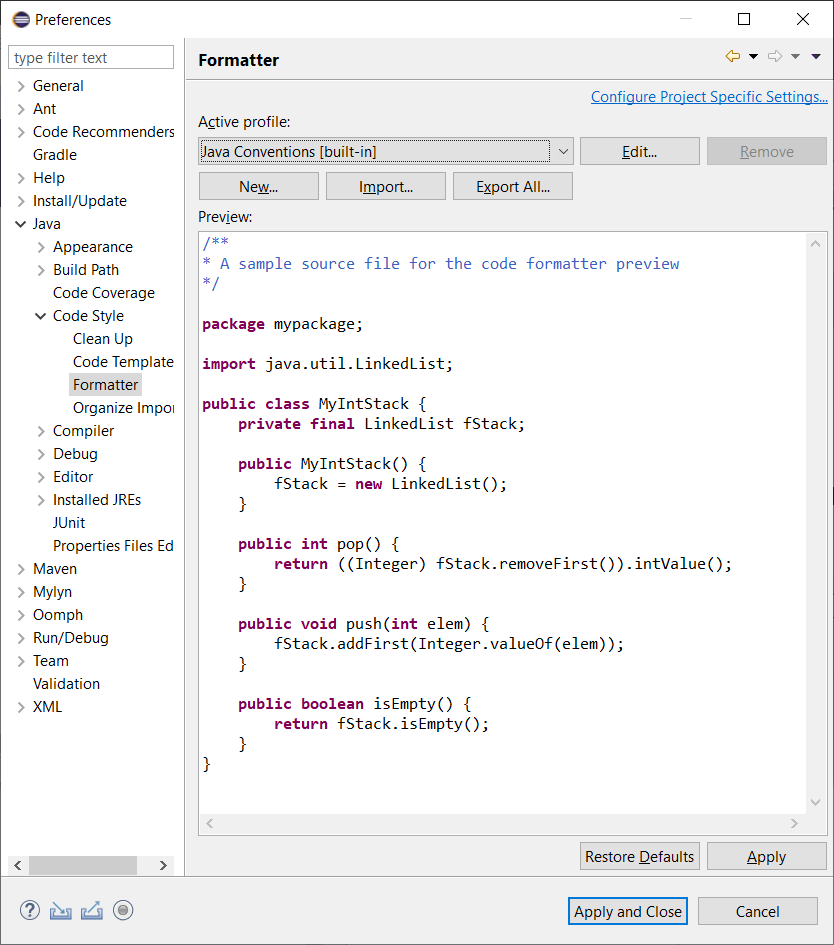 Preferences
type filter text
General
Ant
Code Recommenders
Gradle
Help
Install/Update
Java
Appearance
Build Path
Code Coverage
Code Style
Clean Up
Code Template
Formatter
Organize Impor
Compiler
Debug
Editor
Installed JREs
JUnit
Properties Files Ed
Maven
Mylyn
Oomph
Run/Debug
Team
Validation
XML
Formatter
Configure Project Specific Settings...
Active profile:
Java Conventions [built-in]
Edit...
Remove
New...
Import...
Export All...
Preview:
/**
* A sample source file for the code formatter preview
*/
package mypackage;
import java.util.LinkedList;
public class MyIntStack {
    private final LinkedList fStack;
    public MyIntStack() {
        fStack = new LinkedList();
    }
    public int pop() {
        return ((Integer) fStack.removeFirst()).intValue();
    }
    public void push(int elem) {
        fStack.addFirst(Integer.valueOf(elem));
    }
    public boolean isEmpty() {
        return fStack.isEmpty();
    }
}
Restore Defaults
Apply
?
Apply and Close
Cancel